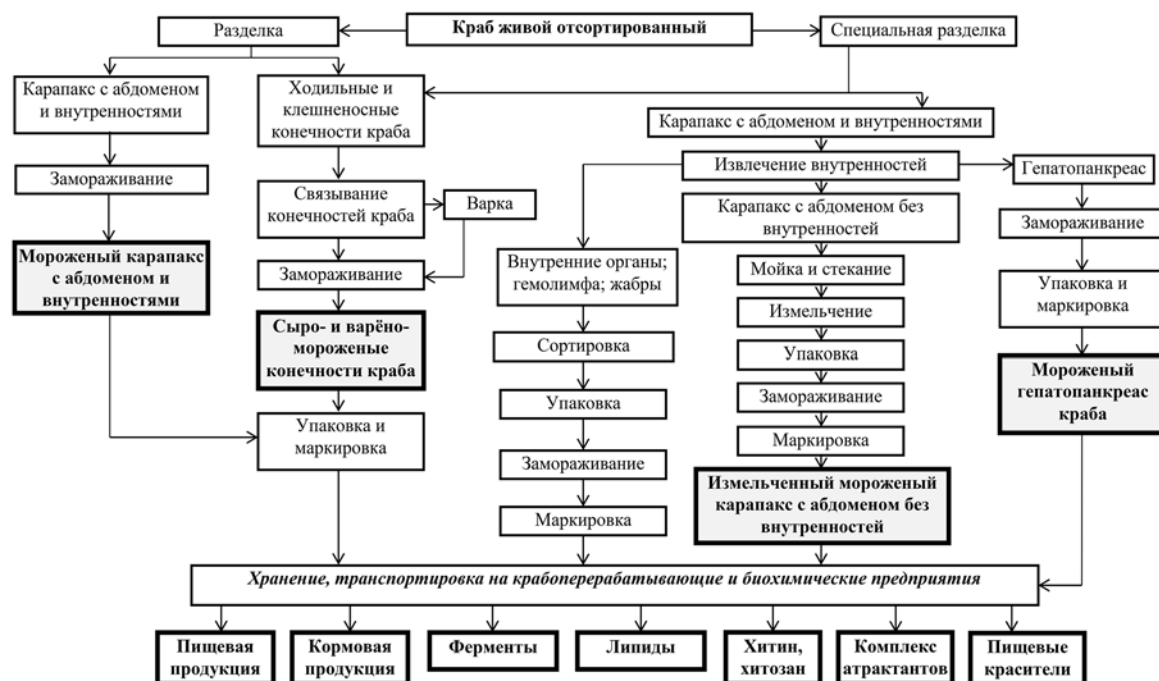 Краб живой отсортированный
Разделка
Специальная разделка
Карапакс с абдоменом
и внутренностями
Замораживание
Мороженый карапакс
с абдоменом и
внутренностями
Ходильные и
клешненосные
конечности краба
Связывание
конечностей краба
Варка
Замораживание
Сыро- и варёно-
мороженые
конечности краба
Упаковка и
маркировка
Карапакс с абдоменом и внутренностями
Извлечение внутренностей
Внутренние органы;
гемолимфа; жабры
Сортировка
Упаковка
Замораживание
Маркировка
Карапакс с абдоменом без
внутренностей
Мойка и стекание
Измельчение
Упаковка
Замораживание
Маркировка
Измельченный мороженый
карапакс с абдоменом без
внутренностей
Гепатопанкреас
Замораживание
Упаковка и
маркировка
Мороженый
гепатопанкреас
краба
Хранение, транспортировка на крабоперерабатывающие и биохимические предприятия
Пищевая
продукция
Кормовая
продукция
Ферменты
Липиды
Хитин,
хитозан
Комплекс
атрактантов
Пищевые
красители